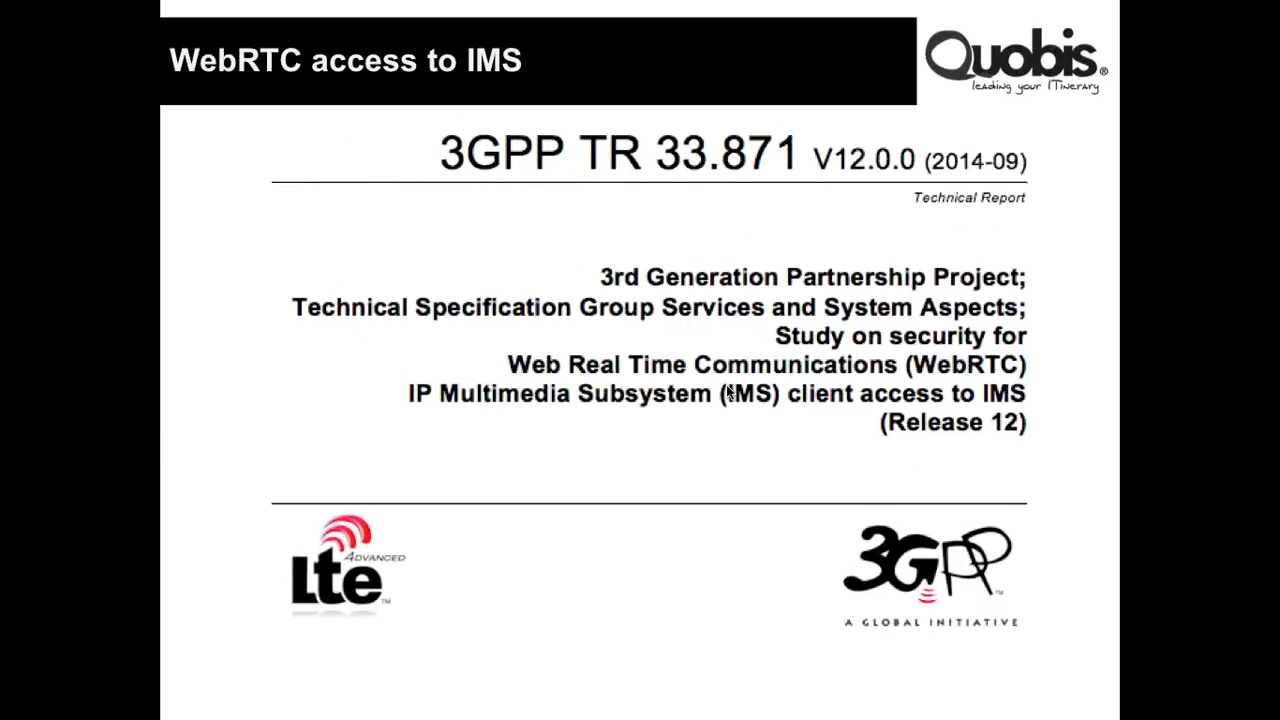 WebRTC access to IMS
Quobis®
leading your ITinerary
3GPP TR 33.871 V12.0.0 (2014-09)
Technical Report
3rd Generation Partnership Project;
Technical Specification Group Services and System Aspects;
Study on security for
Web Real Time Communications (WebRTC)
IP Multimedia Subsystem (IMS) client access to IMS
(Release 12)
Lte ADVANCED ™
3GPP ™
A GLOBAL INITIATIVE